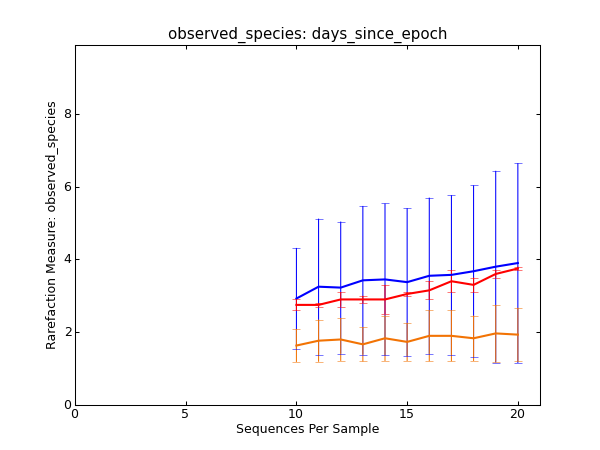 observed_species: days_since_epoch
Rarefaction Measure: observed_species
8
6
4
2
0
0 5 10 15 20
Sequences Per Sample